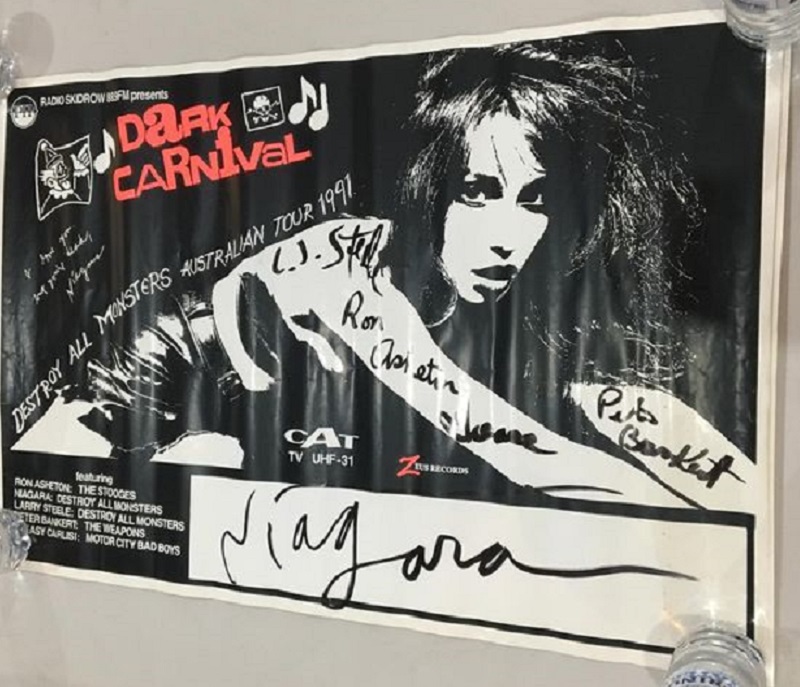 RADIO SKIDROW 88.9FM presents
DaRK
CARNivaL
DESTROY ALL MONSTERS AUSTRALIAN TOUR 1991
Niagara
L.J. Steele
Ron
Asheton
Pete
Bankert
CAT
TV UHF-31
ZEUS RECORDS
featuring
RON ASHETON: THE STOOGES
NIAGARA: DESTROY ALL MONSTERS
LARRY STEELE: DESTROY ALL MONSTERS
PETER BANKERT: THE WEAPONS
ASY CARLISI: MOTOR CITY BAD BOYS
Niagara